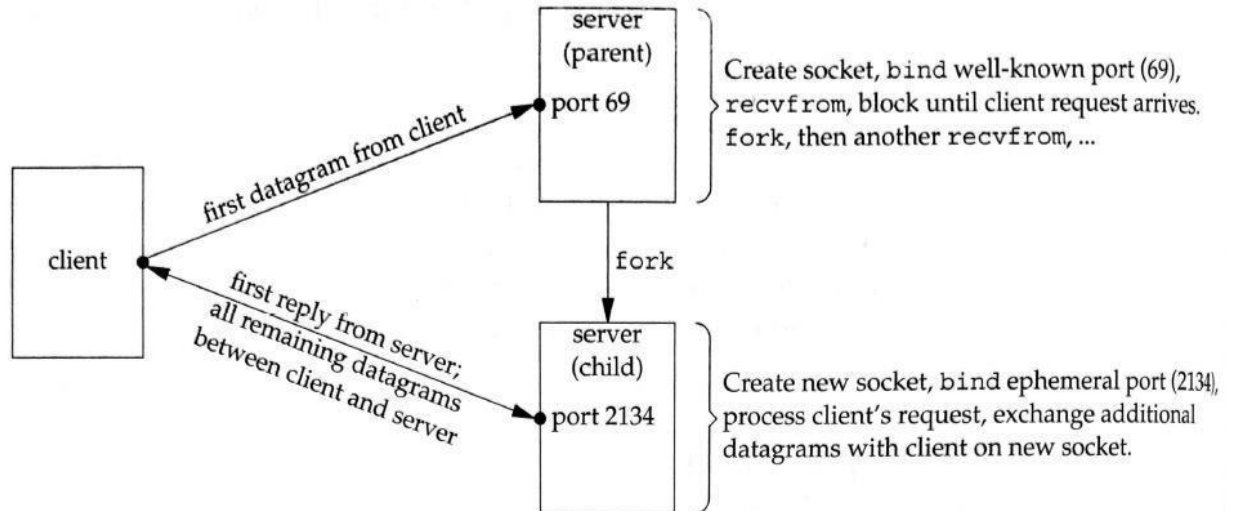 server
(parent)
port 69
Create socket, bind well-known port (69),
recvfrom, block until client request arrives.
fork, then another recvfrom, ...
first datagram from client
client
fork
first reply from server;
all remaining datagrams
between client and server
server
(child)
port 2134
Create new socket, bind ephemeral port (2134),
process client's request, exchange additional
datagrams with client on new socket.